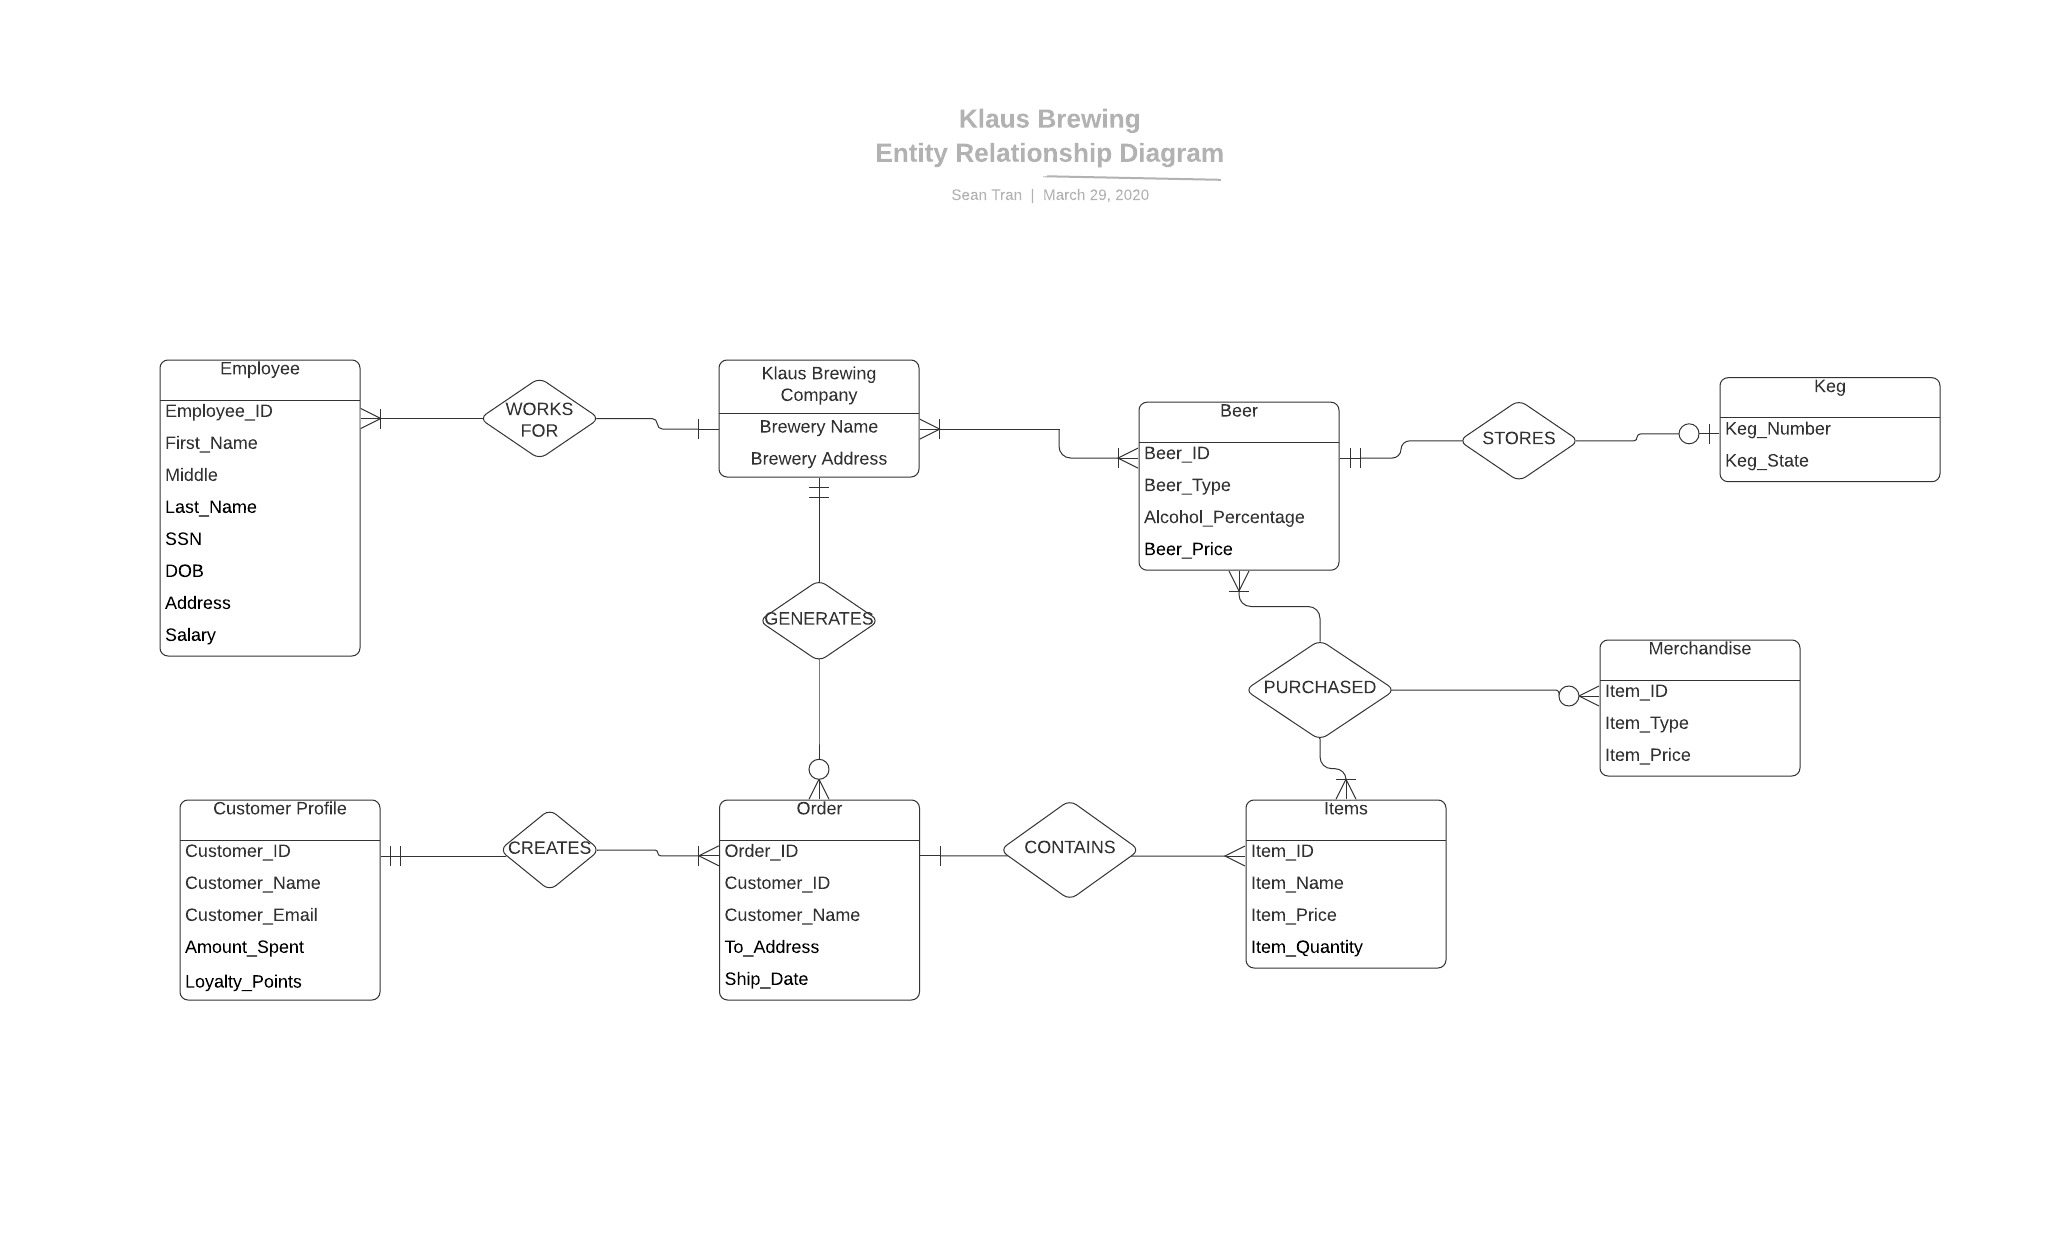 Klaus Brewing
Entity Relationship Diagram
Sean Tran | March 29, 2020
Employee
Employee_ID
First_Name
Middle
Last_Name
SSN
DOB
Address
Salary
WORKS
FOR
Klaus Brewing
Company
Brewery Name
Brewery Address
Beer
Beer_ID
Beer_Type
Alcohol_Percentage
Beer_Price
STORES
Keg
Keg_Number
Keg_State
GENERATES
PURCHASED
Merchandise
Item_ID
Item_Type
Item_Price
Customer Profile
Customer_ID
Customer_Name
Customer_Email
Amount_Spent
Loyalty_Points
CREATES
Order
Order_ID
Customer_ID
Customer_Name
To_Address
Ship_Date
CONTAINS
Items
Item_ID
Item_Name
Item_Price
Item_Quantity